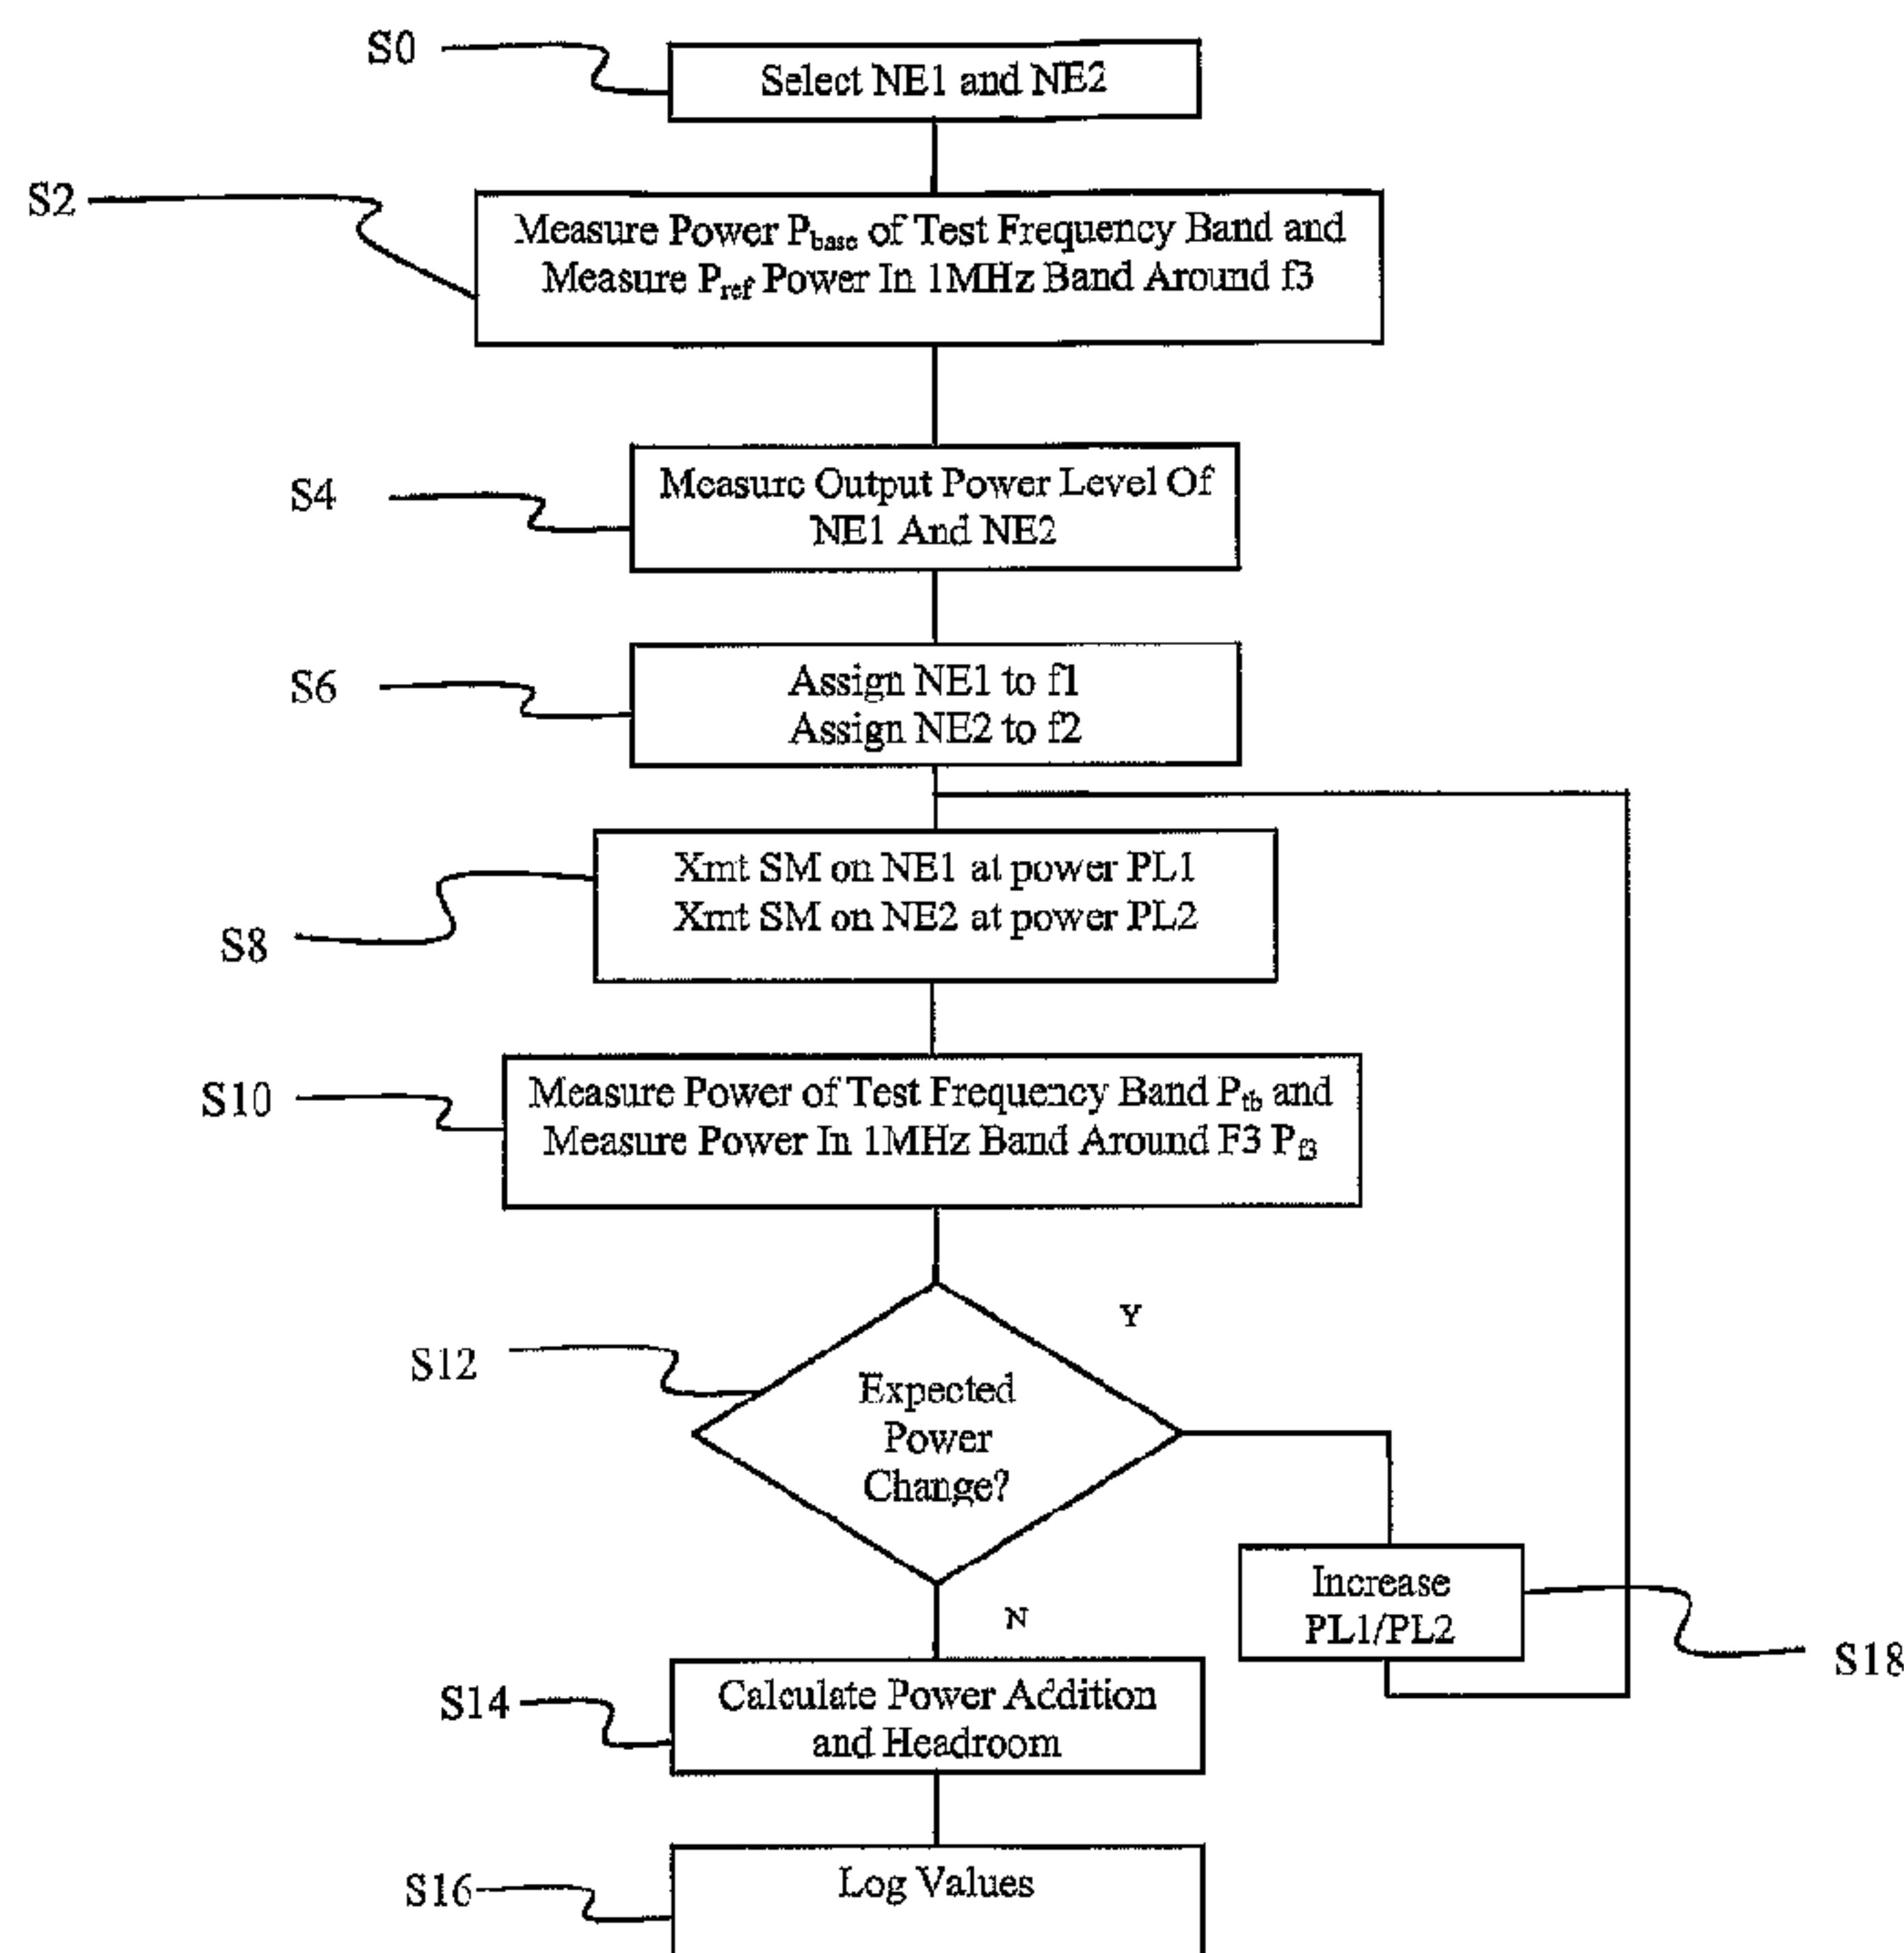 S0
Select NE1 and NE2
S2
Measure Power Pbase of Test Frequency Band and
Measure Pref Power In 1MHz Band Around f3
S4
Measure Output Power Level Of
NE1 And NE2
S6
Assign NE1 to f1
Assign NE2 to f2
S8
Xmt SM on NE1 at power PL1
Xmt SM on NE2 at power PL2
S10
Measure Power of Test Frequency Band Ptb and
Measure Power In 1MHz Band Around F3 Pf3
S12
Expected
Power
Change?
Y
N
Increase
PL1/PL2
S18
S14
Calculate Power Addition
and Headroom
S16
Log Values